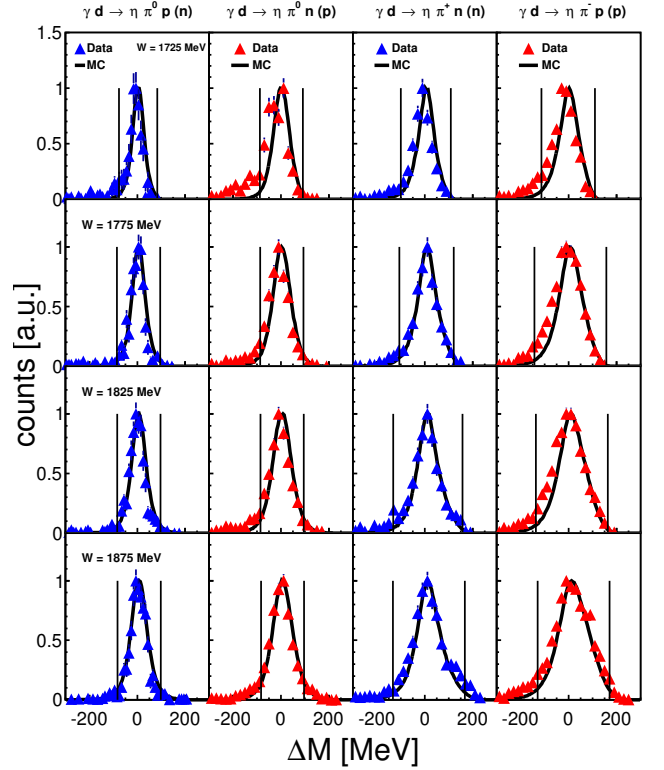 γ d → η π⁰ p (n) γ d → η π⁰ n (p) γ d → η π⁺ n (n) γ d → η π⁻ p (p)
1.5
Data W = 1725 MeV Data Data Data
MC MC MC MC
1
0.5
0
W = 1775 MeV
1
0.5
0
W = 1825 MeV
1
0.5
0
W = 1875 MeV
1
0.5
0
-200 0 200 -200 0 200 -200 0 200 -200 0 200
counts [a.u.]
ΔM [MeV]